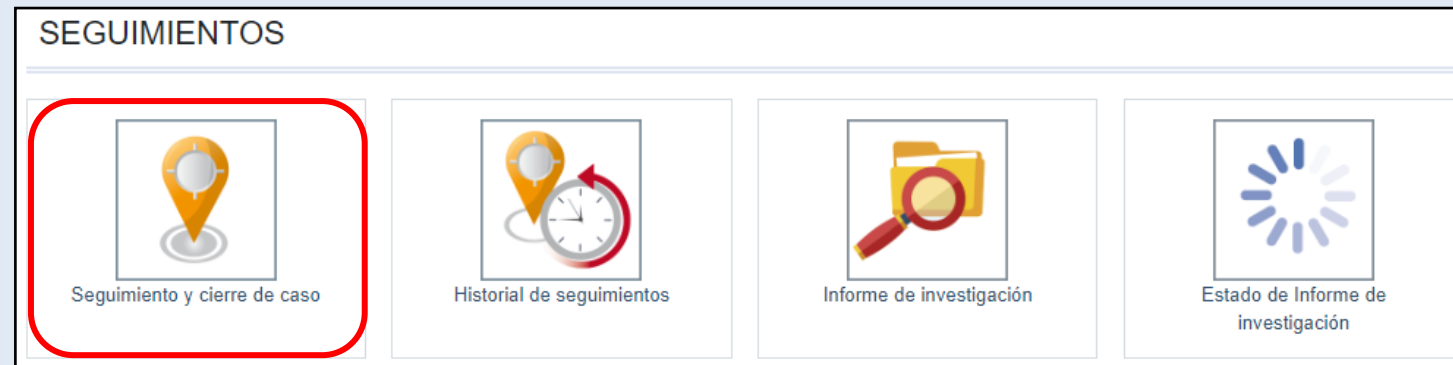 SEGUIMIENTOS
Seguimiento y cierre de caso
Historial de seguimientos
Informe de investigación
Estado de Informe de
investigación